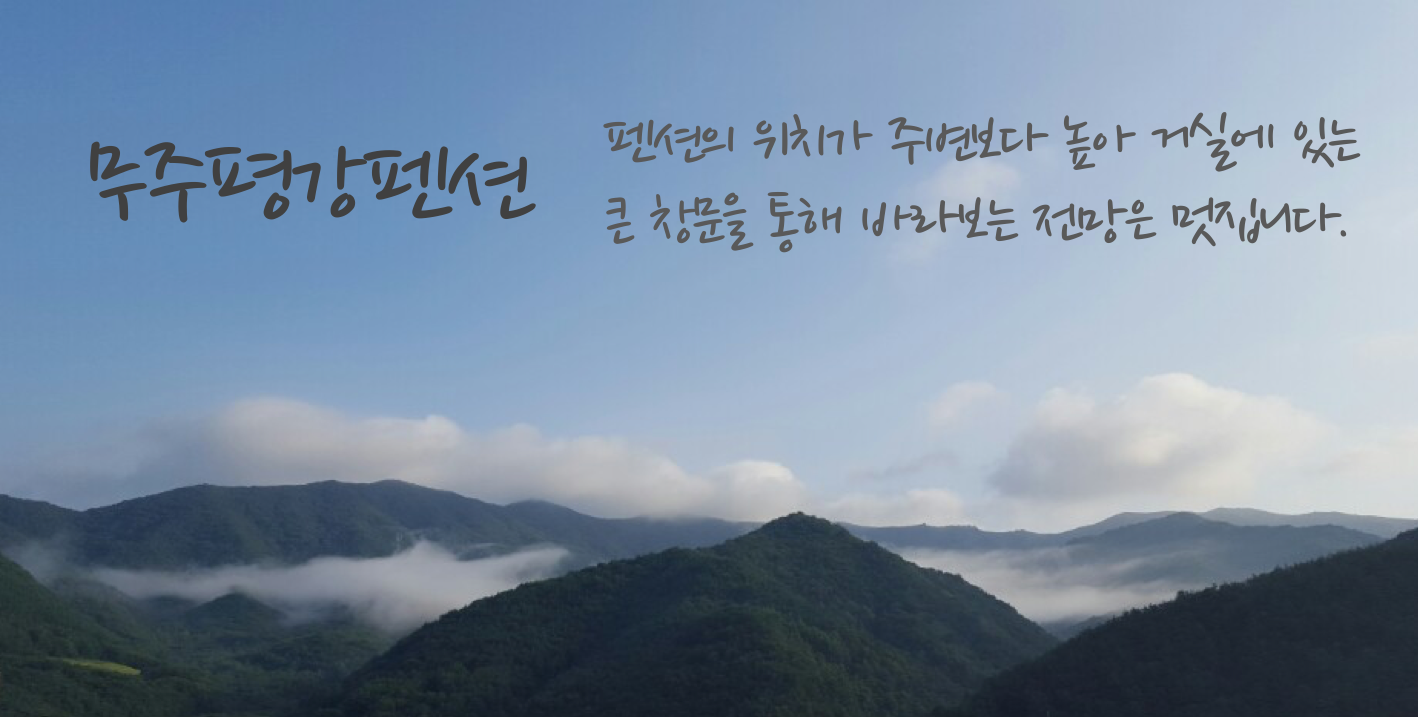 무주평강펜션
펜션의 위치가 주변보다 높아 거실에 있는
큰 창문을 통해 바라보는 전망은 멋집니다.